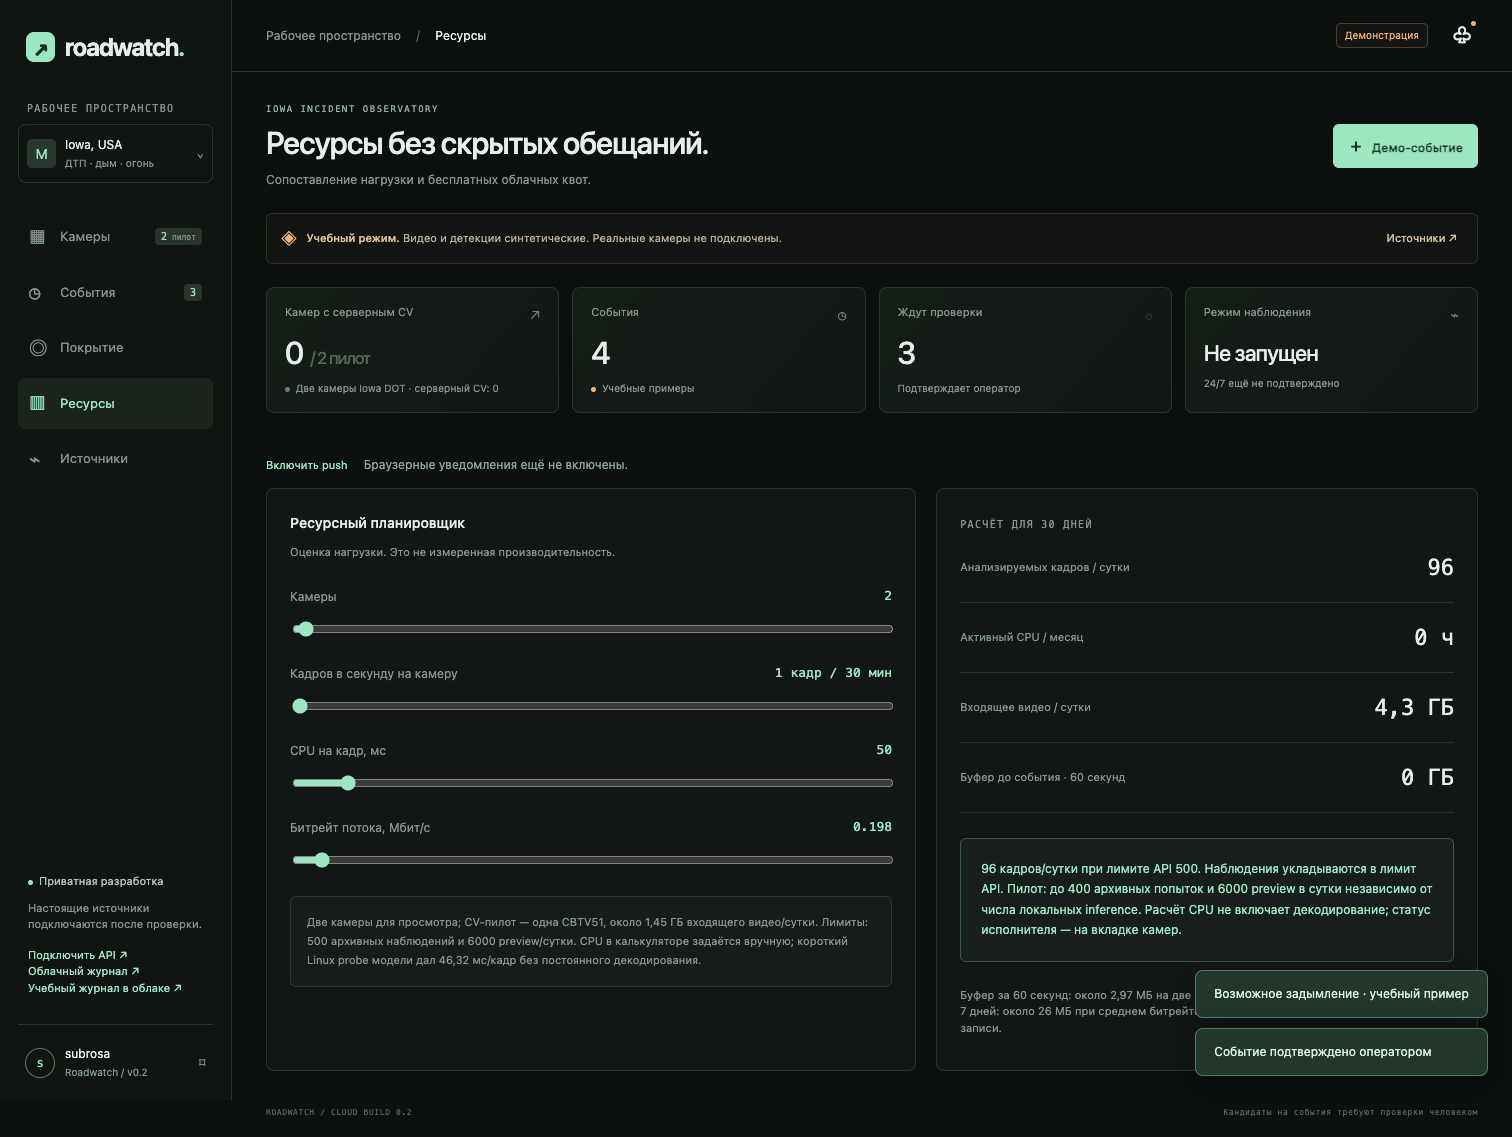 roadwatch.
РАБОЧЕЕ ПРОСТРАНСТВО
M
Iowa, USA
ДТП · дым · огонь
Камеры
2 пилот
События
3
Покрытие
Ресурсы
Источники
Приватная разработка
Настоящие источники
подключаются после проверки.
Подключить API ↗
Облачный журнал ↗
Учебный журнал в облаке ↗
s
subrosa
Roadwatch / v0.2
Рабочее пространство / Ресурсы
Демонстрация
IOWA INCIDENT OBSERVATORY
Ресурсы без скрытых обещаний.
Сопоставление нагрузки и бесплатных облачных квот.
+ Демо-событие
Учебный режим. Видео и детекции синтетические. Реальные камеры не подключены.
Источники ↗
Камер с серверным CV
0 / 2 пилот
Две камеры Iowa DOT · серверный CV: 0
События
4
Учебные примеры
Ждут проверки
3
Подтверждает оператор
Режим наблюдения
Не запущен
24/7 ещё не подтверждено
Включить push
Браузерные уведомления ещё не включены.
Ресурсный планировщик
Оценка нагрузки. Это не измеренная производительность.
Камеры
2
Кадров в секунду на камеру
1 кадр / 30 мин
CPU на кадр, мс
50
Битрейт потока, Мбит/с
0.198
Две камеры для просмотра; CV-пилот — одна CBTV51, около 1,45 ГБ входящего видео/сутки. Лимиты:
500 архивных наблюдений и 6000 preview/сутки. CPU в калькуляторе задаётся вручную; короткий
Linux probe модели дал 46,32 мс/кадр без постоянного декодирования.
РАСЧЁТ ДЛЯ 30 ДНЕЙ
Анализируемых кадров / сутки
96
Активный CPU / месяц
0 ч
Входящее видео / сутки
4,3 ГБ
Буфер до события · 60 секунд
0 ГБ
96 кадров/сутки при лимите API 500. Наблюдения укладываются в лимит
API. Пилот: до 400 архивных попыток и 6000 preview в сутки независимо от
числа локальных inference. Расчёт CPU не включает декодирование; статус
исполнителя — на вкладке камер.
Буфер за 60 секунд: около 2,97 МБ на две
7 дней: около 26 МБ при среднем битрейт
записи.
Возможное задымление · учебный пример
Событие подтверждено оператором
ROADWATCH / CLOUD BUILD 0.2
Кандидаты на события требуют проверки человеком